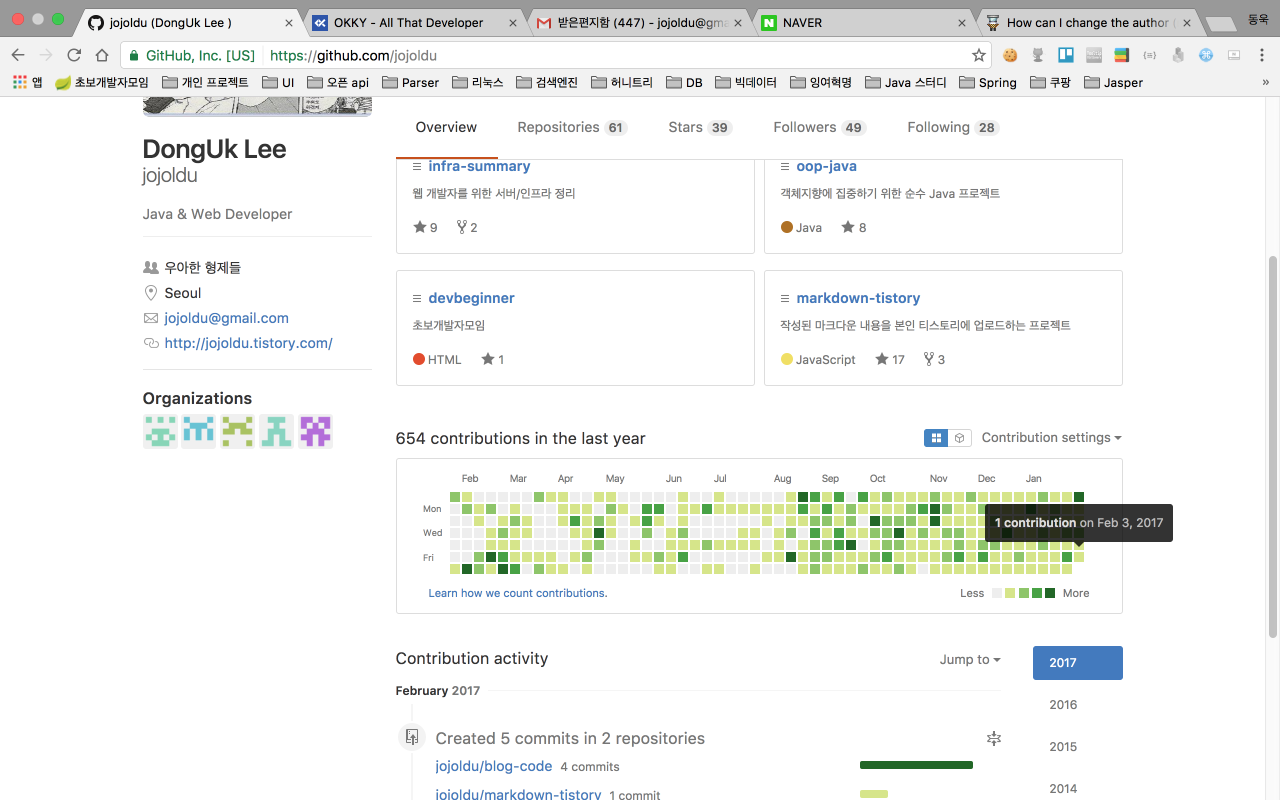 jojoldu (DongUk Lee )
OKKY - All That Developer
받은편지함 (447) - jojoldu@gma
NAVER
How can I change the author (
동욱
GitHub, Inc. [US]
https://github.com/jojoldu
앱
초보개발자모임
개인 프로젝트
UI
오픈 api
Parser
리눅스
검색엔진
허니트리
DB
빅데이터
잉여혁명
Java 스터디
Spring
쿠팡
Jasper
»
DongUk Lee
jojoldu
Java & Web Developer
우아한 형제들
Seoul
jojoldu@gmail.com
http://jojoldu.tistory.com/
Organizations
Overview
Repositories 61
Stars 39
Followers 49
Following 28
infra-summary
웹 개발자를 위한 서버/인프라 정리
9 2
oop-java
객체지향에 집중하기 위한 순수 Java 프로젝트
Java 8
devbeginner
초보개발자모임
HTML 1
markdown-tistory
작성된 마크다운 내용을 본인 티스토리에 업로드하는 프로젝트
JavaScript 17 3
654 contributions in the last year
Contribution settings
Feb Mar Apr May Jun Jul Aug Sep Oct Nov Dec Jan
Mon
Wed
Fri
1 contribution on Feb 3, 2017
Learn how we count contributions.
Less More
Contribution activity
Jump to
2017
2016
2015
2014
February 2017
Created 5 commits in 2 repositories
jojoldu/blog-code 4 commits
jojoldu/markdown-tistory 1 commit